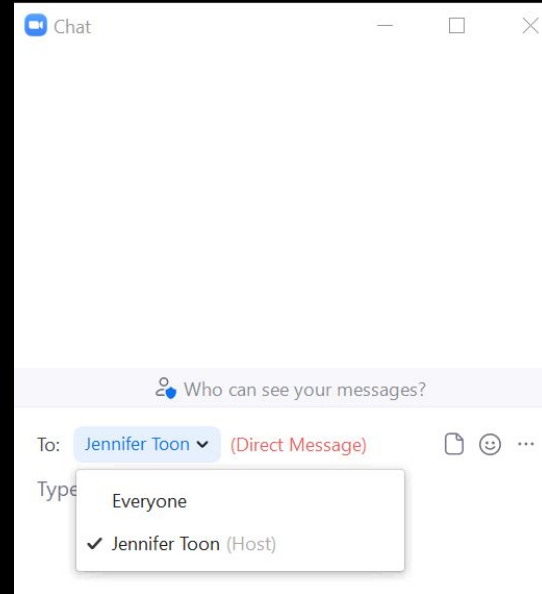 Chat
Who can see your messages?
To: Jennifer Toon (Direct Message)
Type
Everyone
Jennifer Toon (Host)